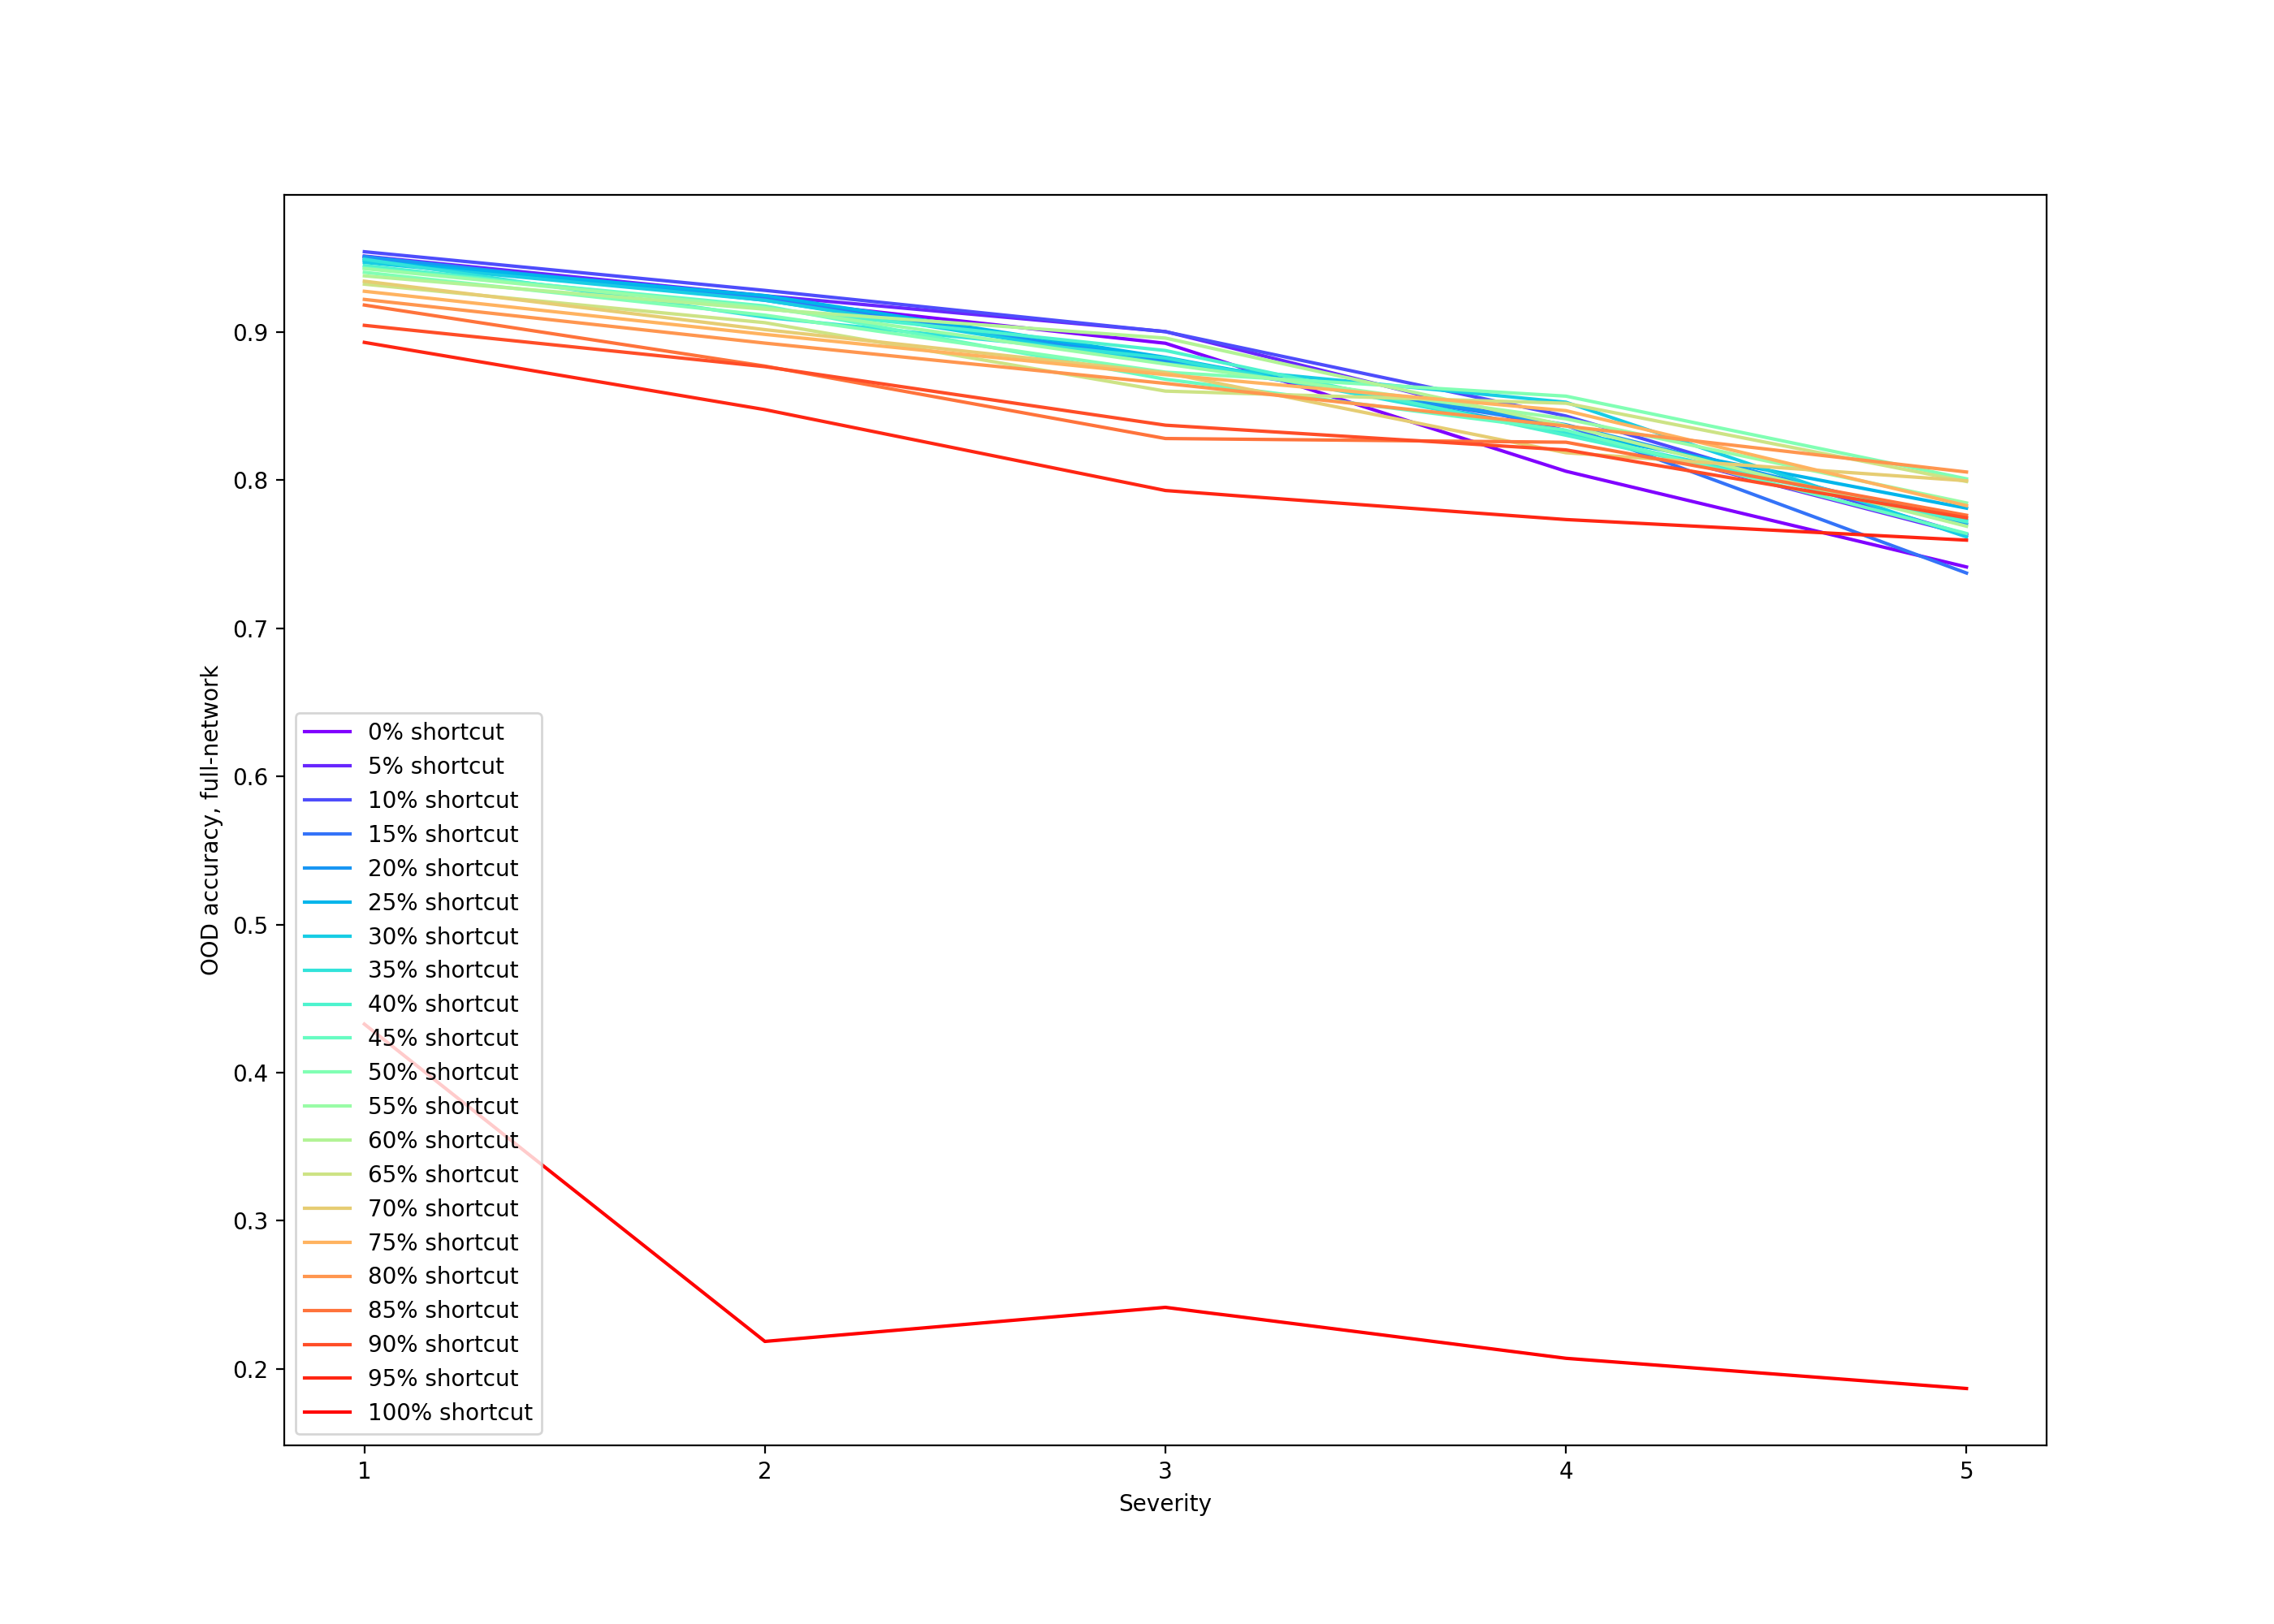 OOD accuracy, full-network
0.9
0.8
0.7
0.6
0.5
0.4
0.3
0.2
0% shortcut
5% shortcut
10% shortcut
15% shortcut
20% shortcut
25% shortcut
30% shortcut
35% shortcut
40% shortcut
45% shortcut
50% shortcut
55% shortcut
60% shortcut
65% shortcut
70% shortcut
75% shortcut
80% shortcut
85% shortcut
90% shortcut
95% shortcut
100% shortcut
1 2 3 4 5
Severity